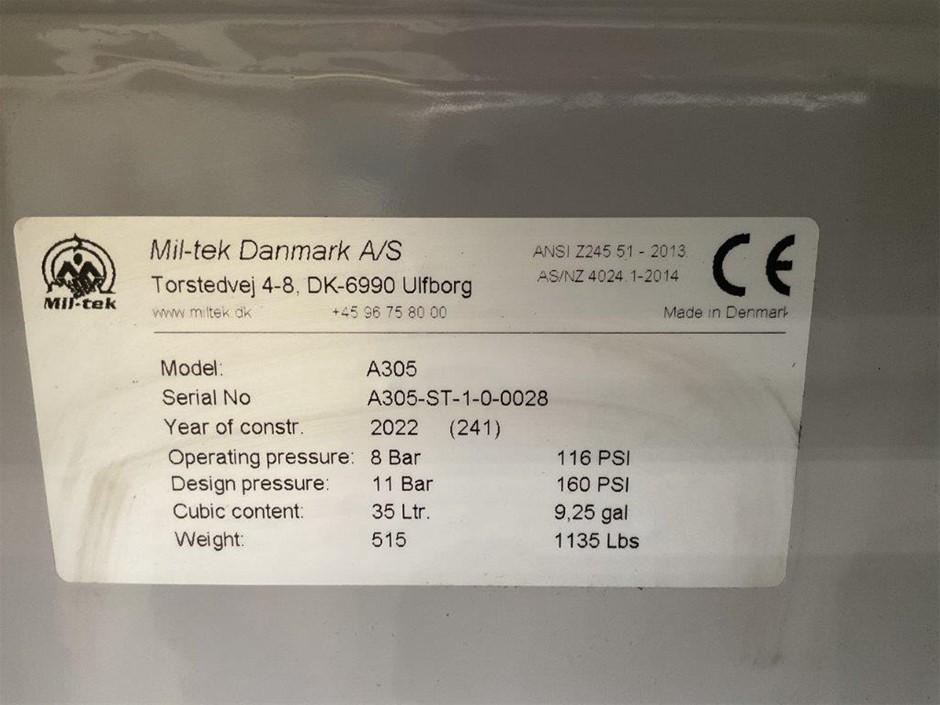 Mil-tek
Mil-tek Danmark A/S
Torstedvej 4-8, DK-6990 Ulfborg
www.miltek.dk +45 96 75 80 00
ANSI Z245.51 - 2013
AS/NZ 4024.1-2014
CE
Made in Denmark
Model: A305
Serial No A305-ST-1-0-0028
Year of constr. 2022 (241)
Operating pressure: 8 Bar 116 PSI
Design pressure: 11 Bar 160 PSI
Cubic content: 35 Ltr. 9,25 gal
Weight: 515 1135 Lbs